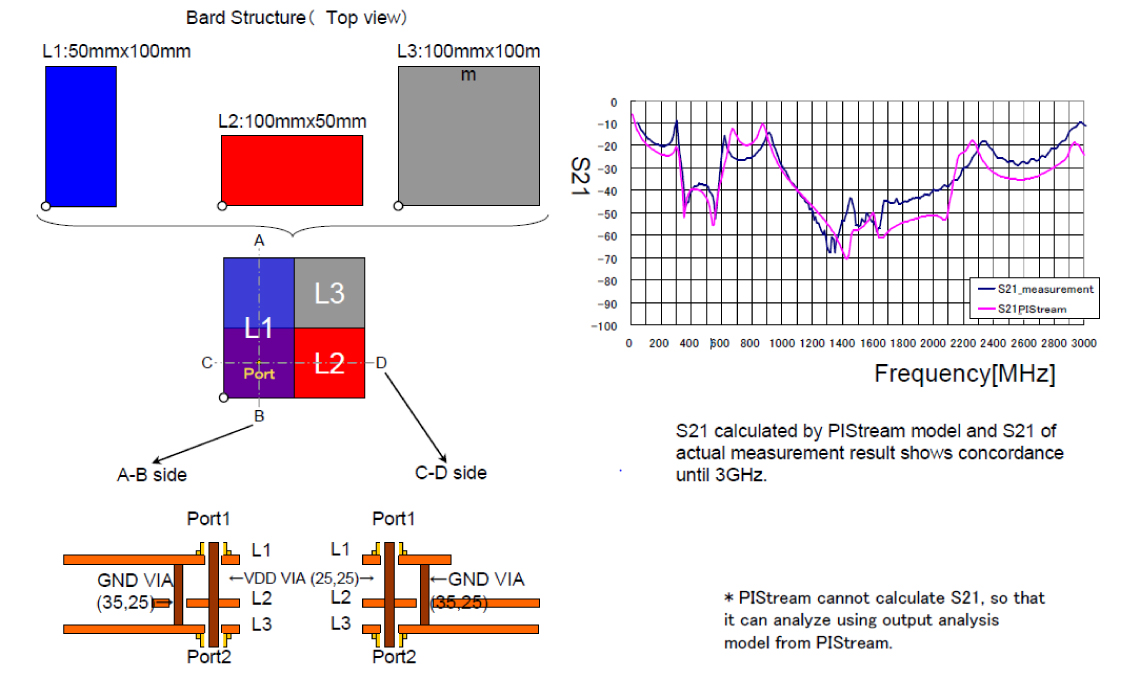 Bard Structure( Top view)
L1:50mmx100mm
L3:100mmx100m
m
L2:100mmx50mm
A
L3
L1
C
D
L2
Port
B
A-B side
C-D side
Port1
Port1
L1
L1
GND VIA
←VDD VIA (25,25)→
←GND VIA
(35,25)
L2
L2
(35,25)
L3
L3
Port2
Port2
S21
0
-10
-20
-30
-40
-50
-60
-70
-80
-90
-100
S21_measurement
S21PIStream
0 200 400 600 800 1000 1200 1400 1600 1800 2000 2200 2400 2600 2800 3000
Frequency[MHz]
S21 calculated by PIStream model and S21 of
actual measurement result shows concordance
until 3GHz.
* PIStream cannot calculate S21, so that
it can analyze using output analysis
model from PIStream.